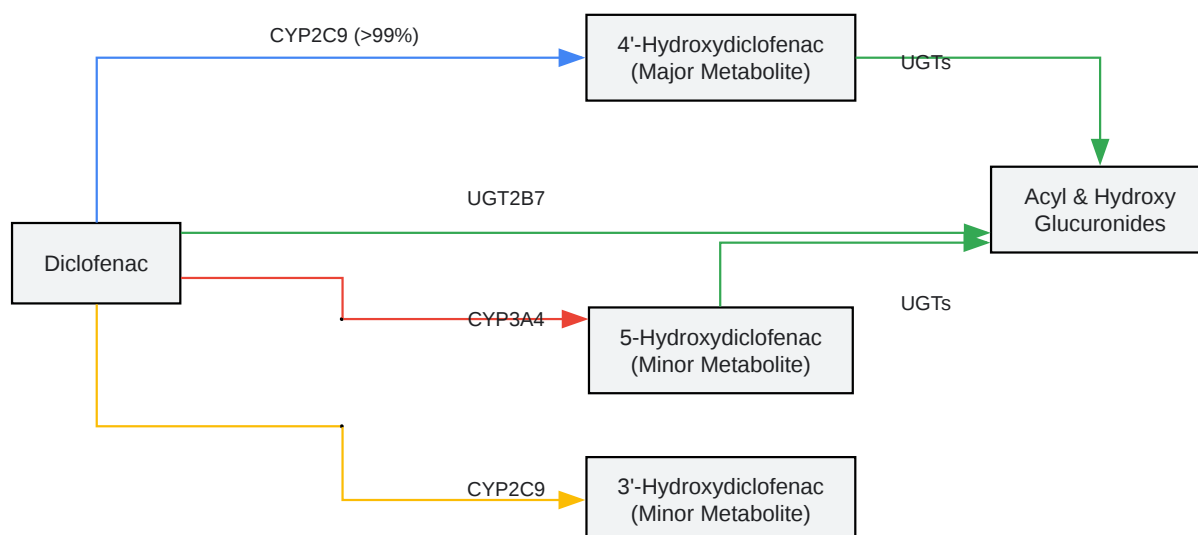 CYP2C9 (>99%)
4'-Hydroxydiclofenac
(Major Metabolite)
UGTs
UGT2B7
Acyl & Hydroxy
Glucuronides
Diclofenac
CYP3A4
5-Hydroxydiclofenac
(Minor Metabolite)
UGTs
CYP2C9
3'-Hydroxydiclofenac
(Minor Metabolite)